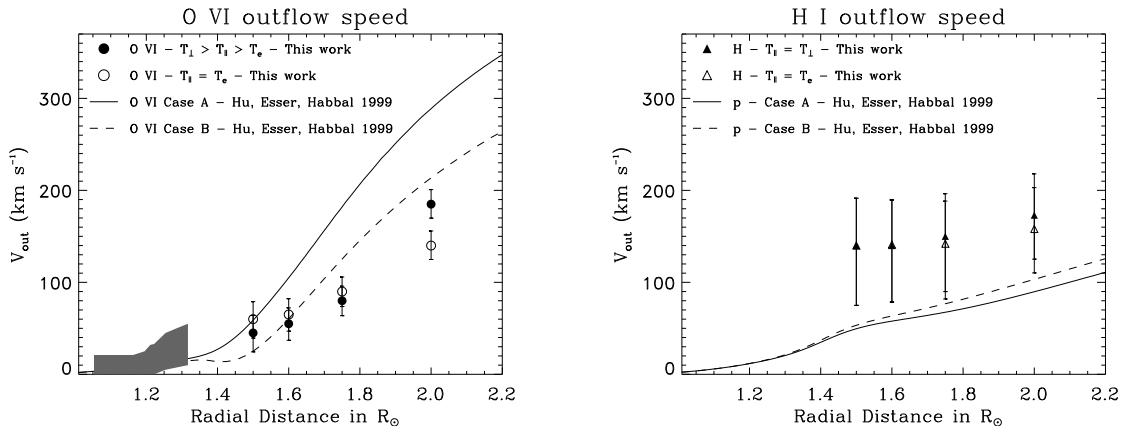 O VI outflow speed
O VI − T⊥ > T∥ > Te − This work
O VI − T∥ = Te − This work
O VI Case A − Hu, Esser, Habbal 1999
O VI Case B − Hu, Esser, Habbal 1999
Vout (km s⁻¹)
300
200
100
0
1.2 1.4 1.6 1.8 2.0 2.2
Radial Distance in R☉
H I outflow speed
H − T∥ = T⊥ − This work
H − T∥ = Te − This work
p − Case A − Hu, Esser, Habbal 1999
p − Case B − Hu, Esser, Habbal 1999
Vout (km s⁻¹)
300
200
100
0
1.2 1.4 1.6 1.8 2.0 2.2
Radial Distance in R☉